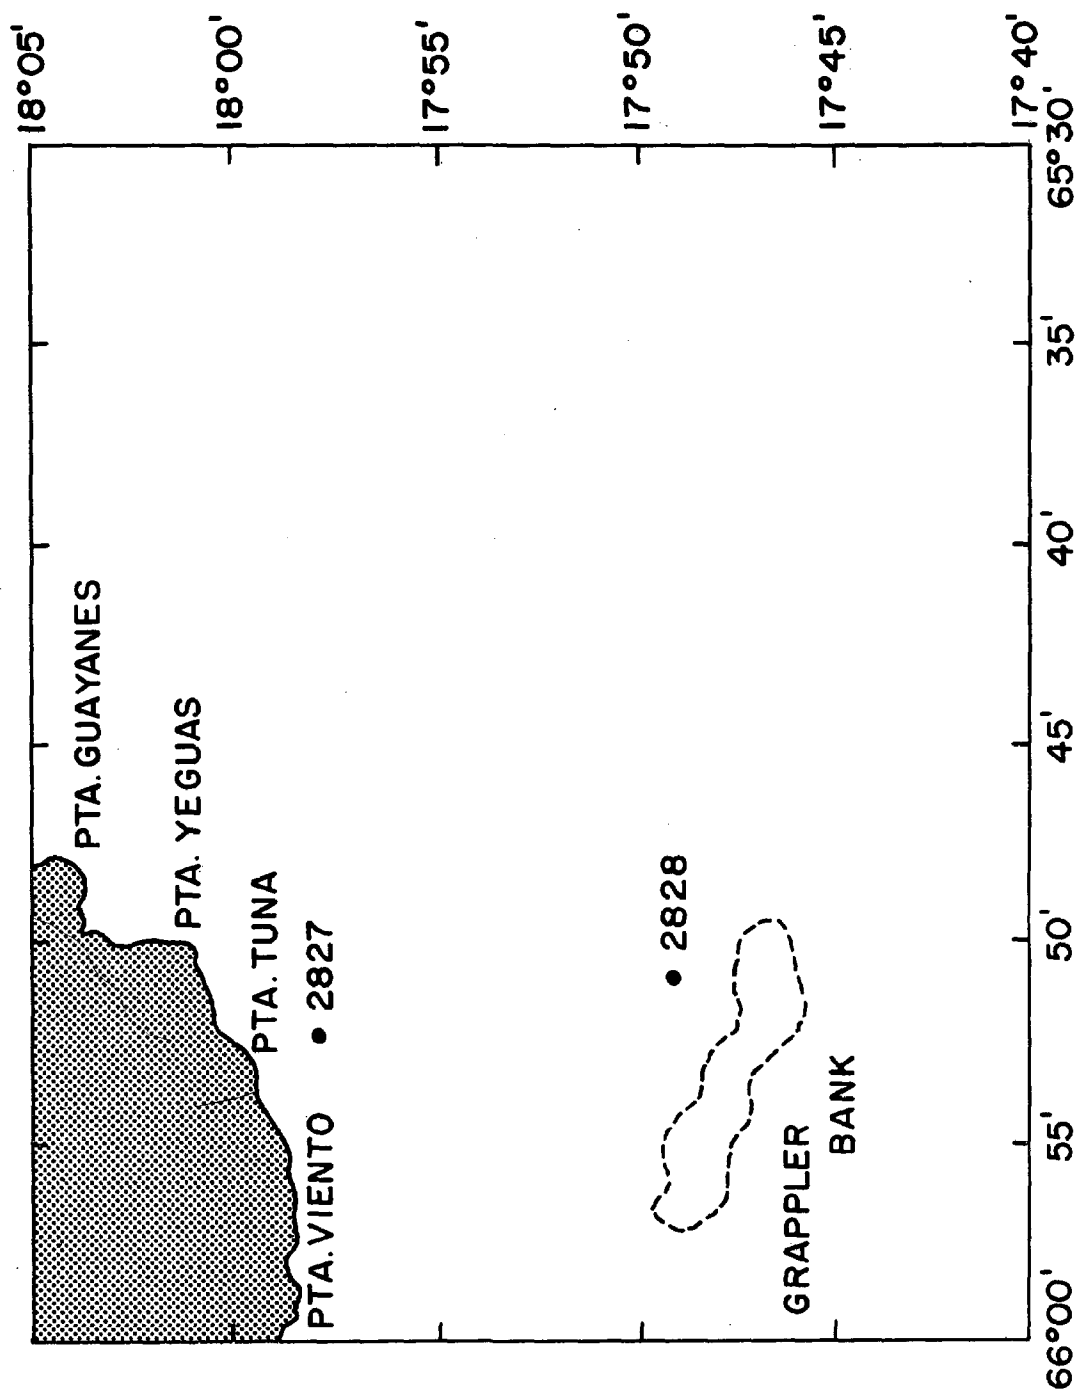 18°05'
18°00'
17°55'
17°50'
17°45'
17°40'
PTA. GUAYANES
PTA. YEGUAS
PTA. TUNA
2827
PTA. VIENTO
2828
GRAPPLER
BANK
66°00'
55'
50'
45'
40'
35'
65°30'